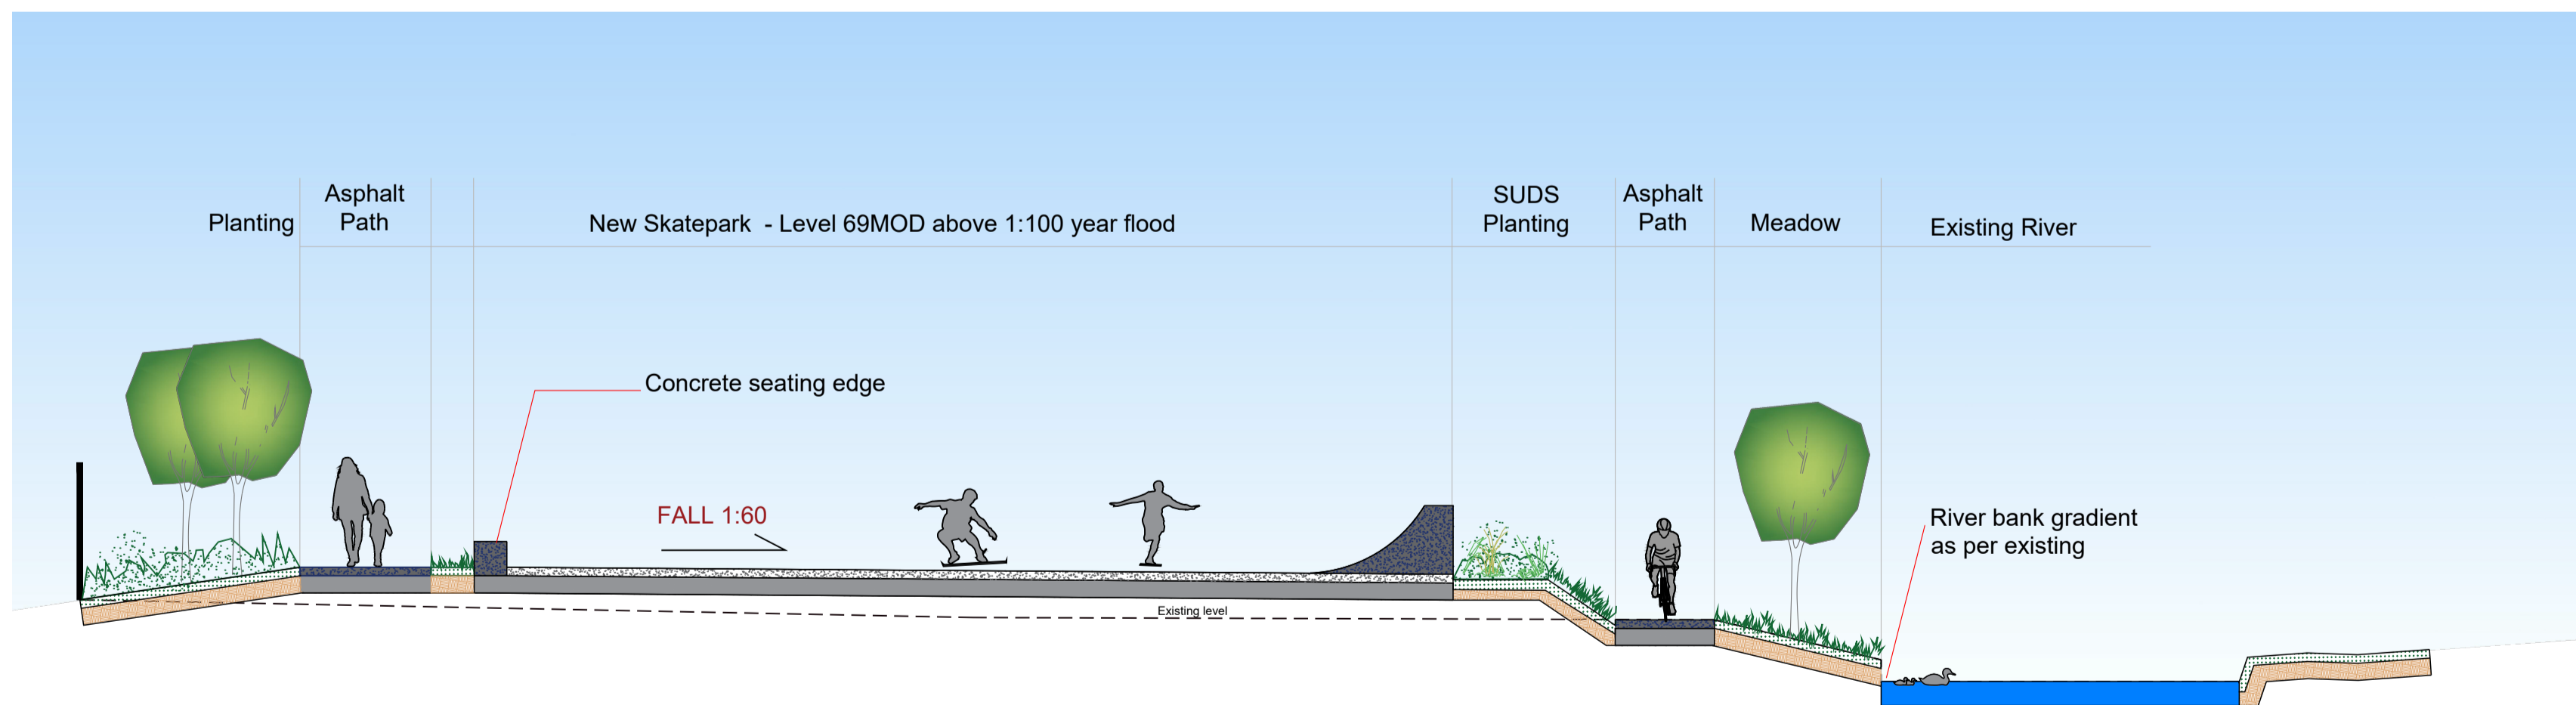 Asphalt
Path
Planting
New Skatepark - Level 69MOD above 1:100 year flood
SUDS
Planting
Asphalt
Path
Meadow
Existing River
Concrete seating edge
FALL 1:60
River bank gradient
as per existing
Existing level